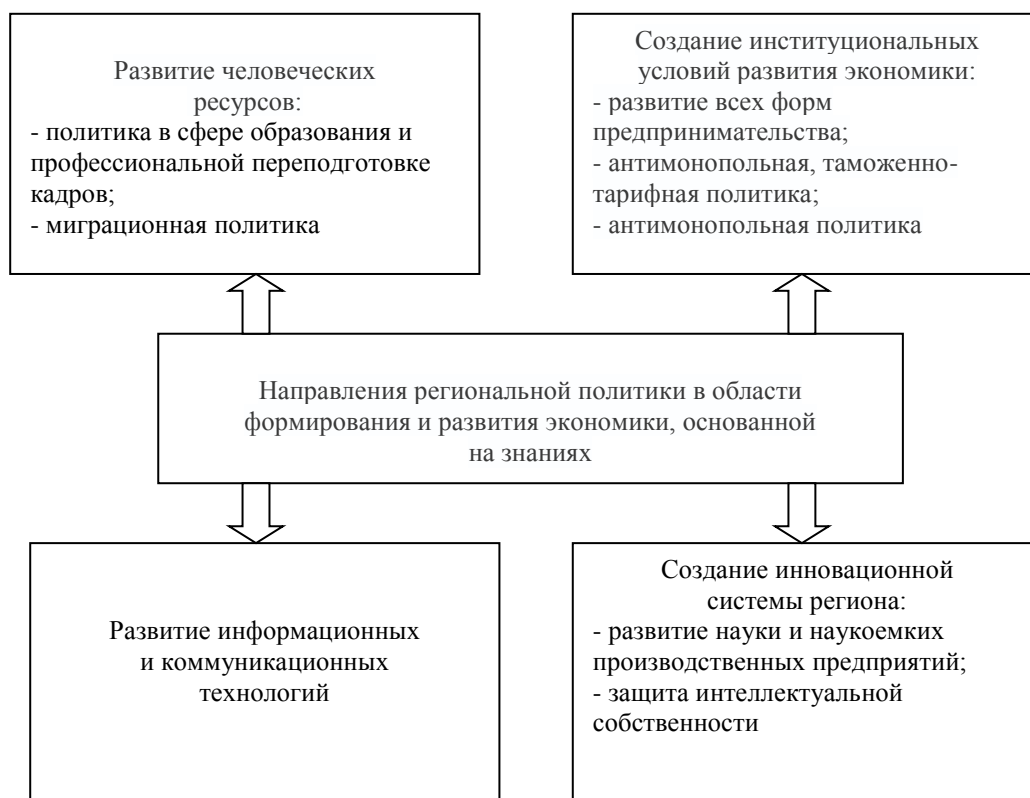 Развитие человеческих
ресурсов:
- политика в сфере образования и
профессиональной переподготовке
кадров;
- миграционная политика
Создание институциональных
условий развития экономики:
- развитие всех форм
предпринимательства;
- антимонопольная, таможенно-
тарифная политика;
- антимонопольная политика
Направления региональной политики в области
формирования и развития экономики, основанной
на знаниях
Развитие информационных
и коммуникационных
технологий
Создание инновационной
системы региона:
- развитие науки и наукоемких
производственных предприятий;
- защита интеллектуальной
собственности